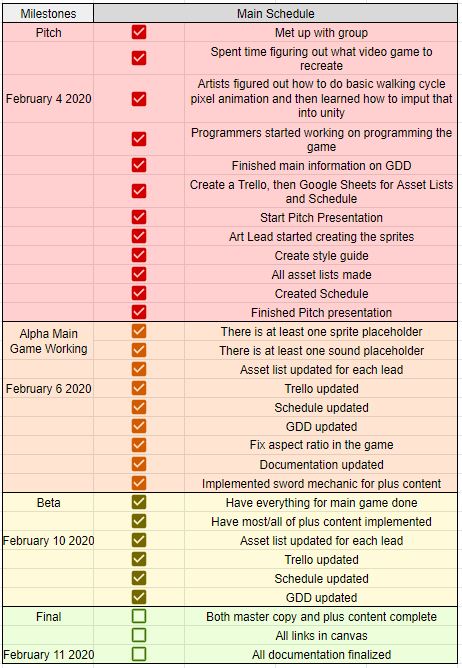 Milestones Main Schedule
Pitch Met up with group
Spent time figuring out what video game to
recreate
Artists figured out how to do basic walking cycle
February 4 2020 pixel animation and then learned how to imput that
into unity
Programmers started working on programming the
game
Finished main information on GDD
Create a Trello, then Google Sheets for Asset Lists
and Schedule
Start Pitch Presentation
Art Lead started creating the sprites
Create style guide
All asset lists made
Created Schedule
Finished Pitch presentation
Alpha Main There is at least one sprite placeholder
Game Working There is at least one sound placeholder
Asset list updated for each lead
February 6 2020 Trello updated
Schedule updated
GDD updated
Fix aspect ratio in the game
Documentation updated
Implemented sword mechanic for plus content
Beta Have everything for main game done
Have most/all of plus content implemented
February 10 2020 Asset list updated for each lead
Trello updated
Schedule updated
GDD updated
Final Both master copy and plus content complete
All links in canvas
February 11 2020 All documentation finalized